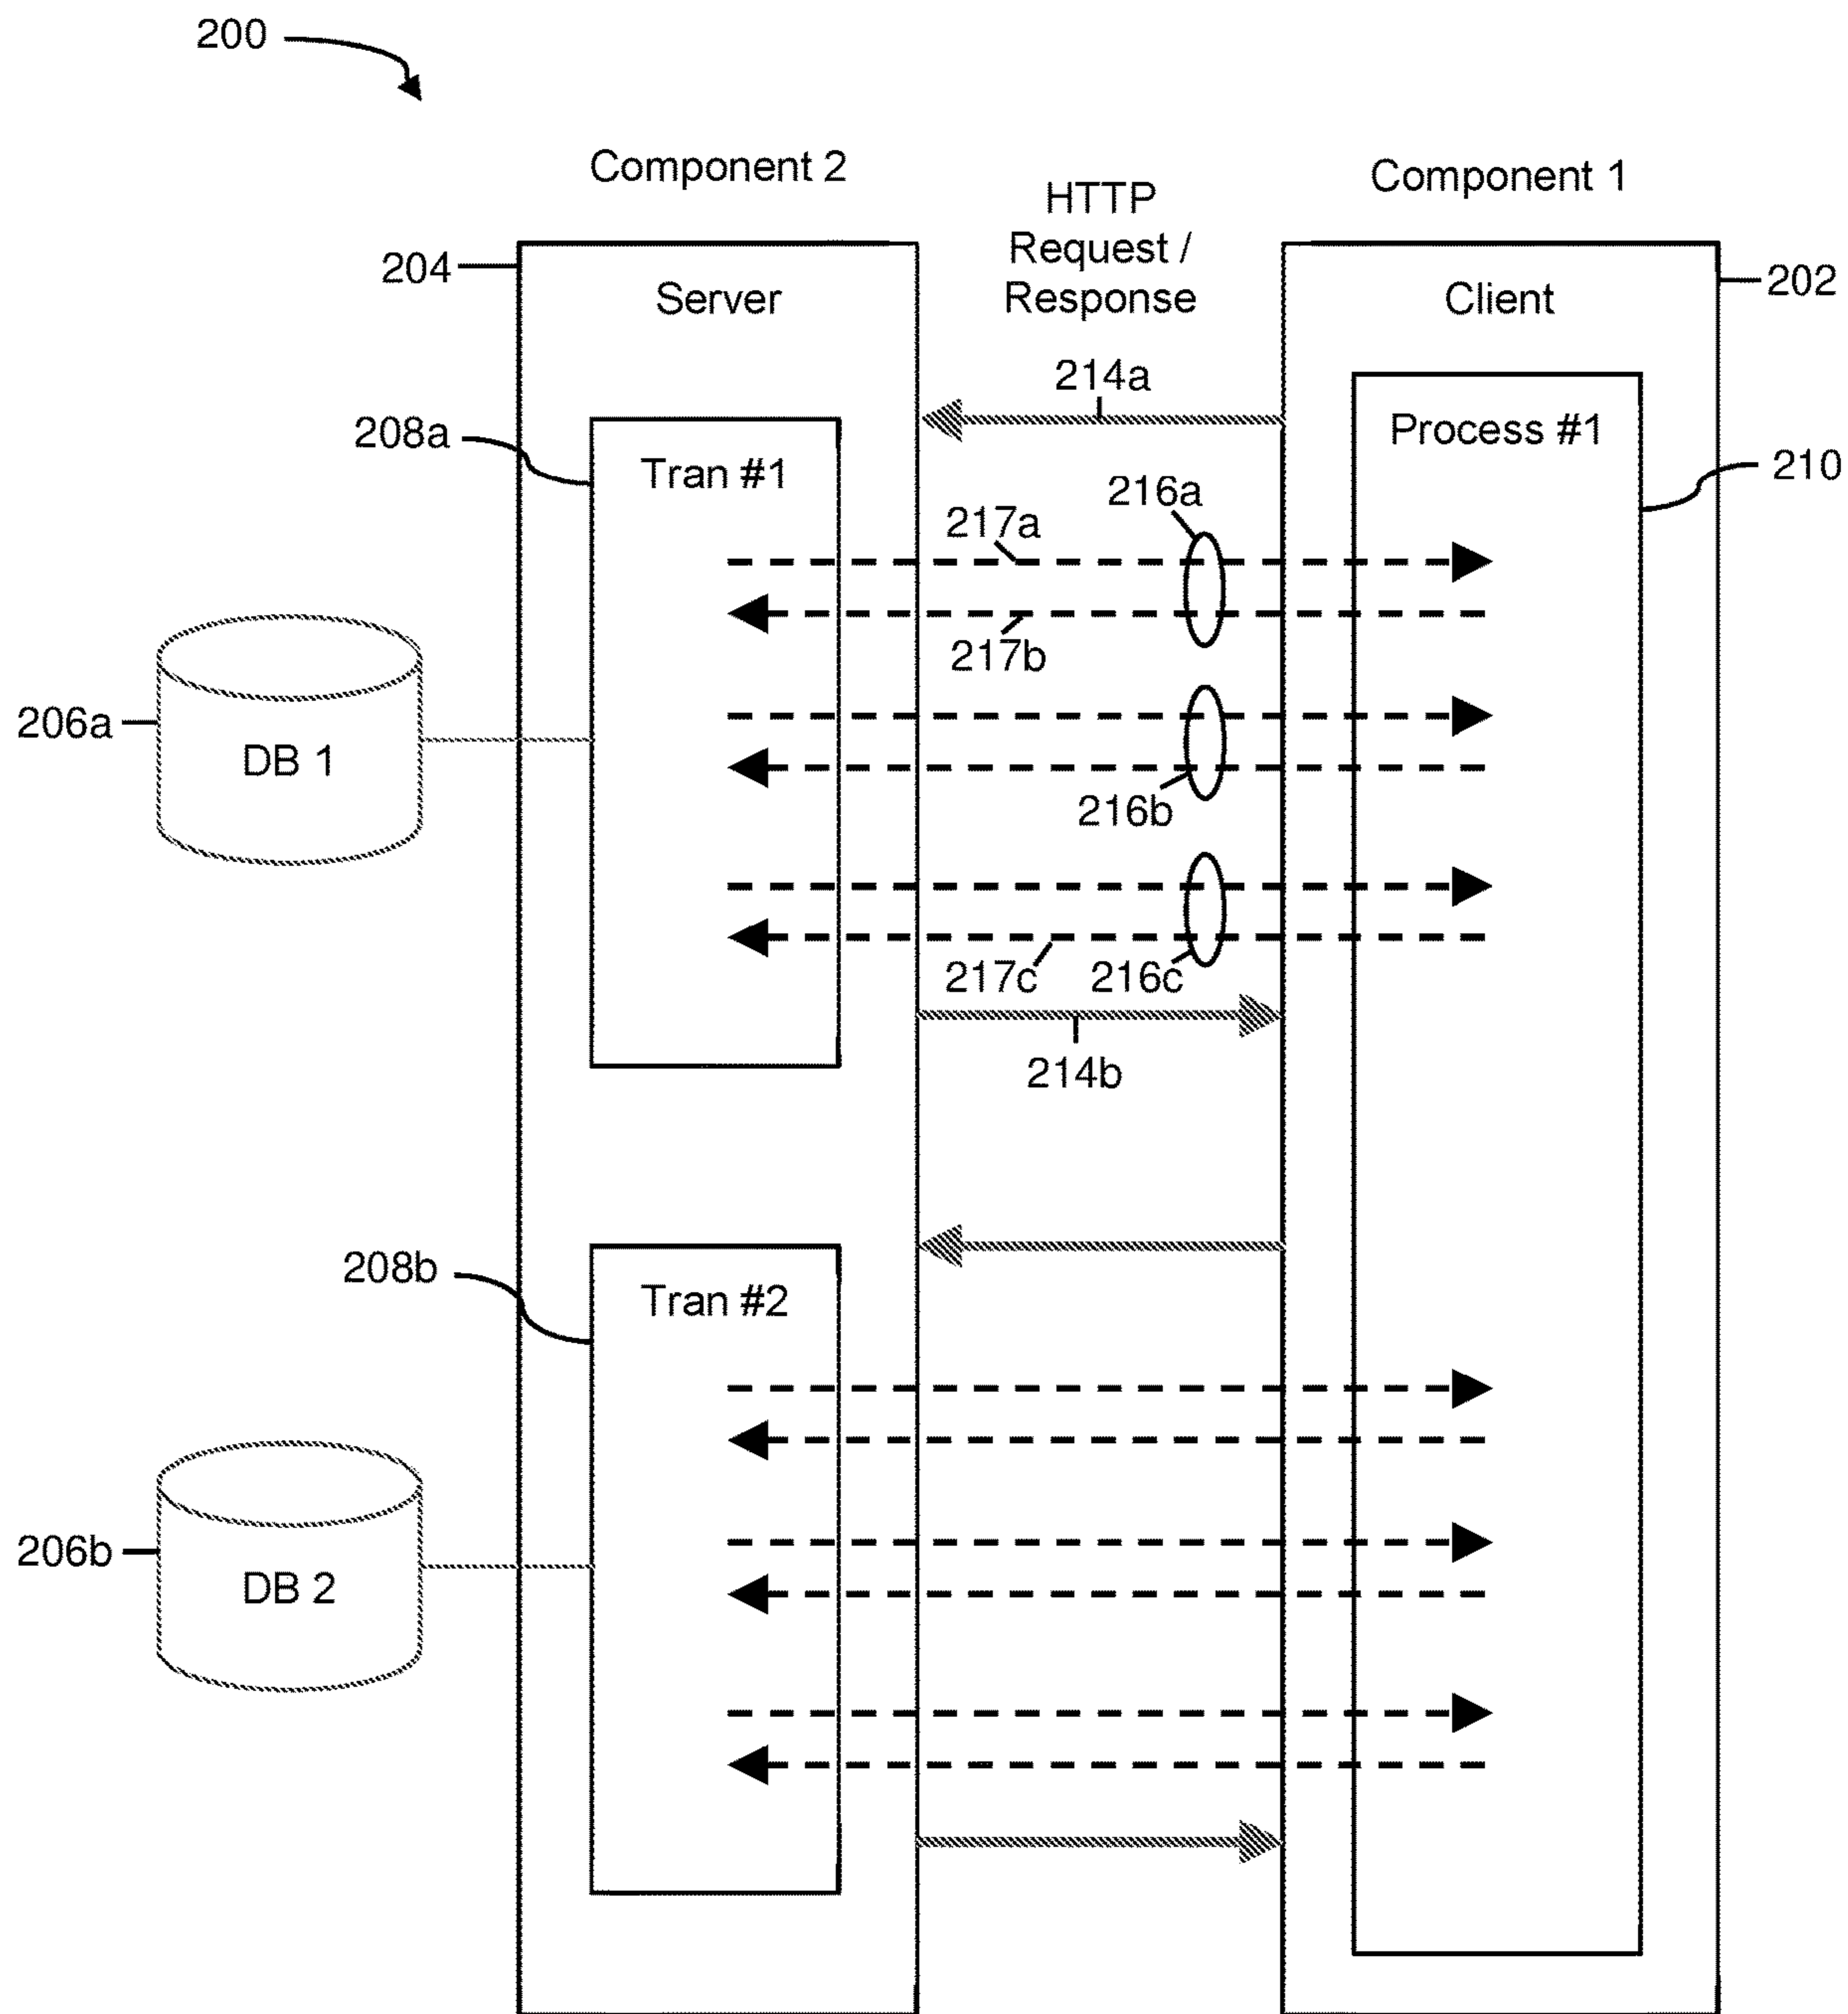 200
Component 2
Component 1
HTTP
Request /
Response
204
Server
Client
202
214a
208a
Tran #1
Process #1
210
216a
217a
217b
206a
DB 1
216b
217c
216c
214b
208b
Tran #2
206b
DB 2